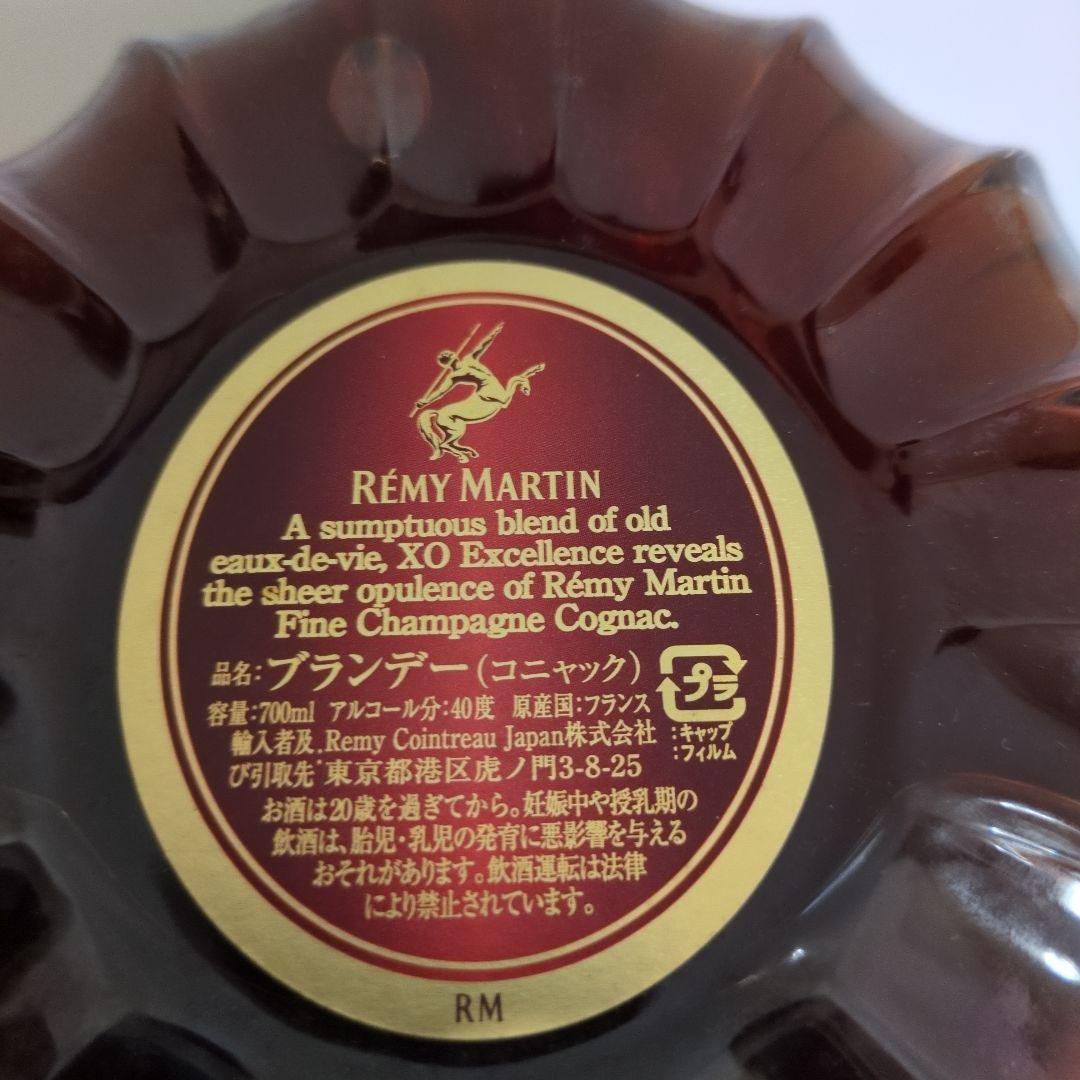 RÉMY MARTIN
A sumptuous blend of old
eaux-de-vie, XO Excellence reveals
the sheer opulence of Rémy Martin
Fine Champagne Cognac.
品名:ブランデー(コニャック)
プラ
容量:700ml アルコール分:40度 原産国:フランス
:キャップ
:フィルム
輸入者及び引取先:Remy Cointreau Japan株式会社
東京都港区虎ノ門3-8-25
お酒は20歳を過ぎてから。妊娠中や授乳期の
飲酒は、胎児・乳児の発育に悪影響を与える
おそれがあります。飲酒運転は法律
により禁止されています。
RM